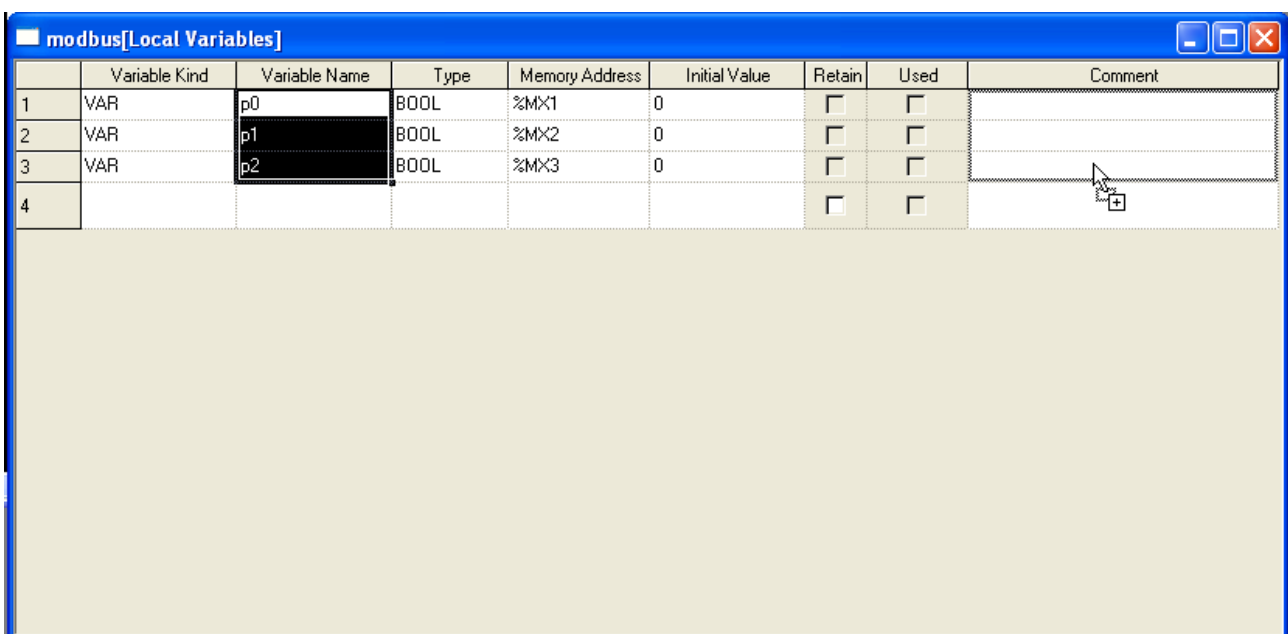 modbus[Local Variables]
Variable Kind Variable Name Type Memory Address Initial Value Retain Used Comment
1 VAR p0 BOOL %MX1 0
2 VAR p1 BOOL %MX2 0
3 VAR p2 BOOL %MX3 0
4